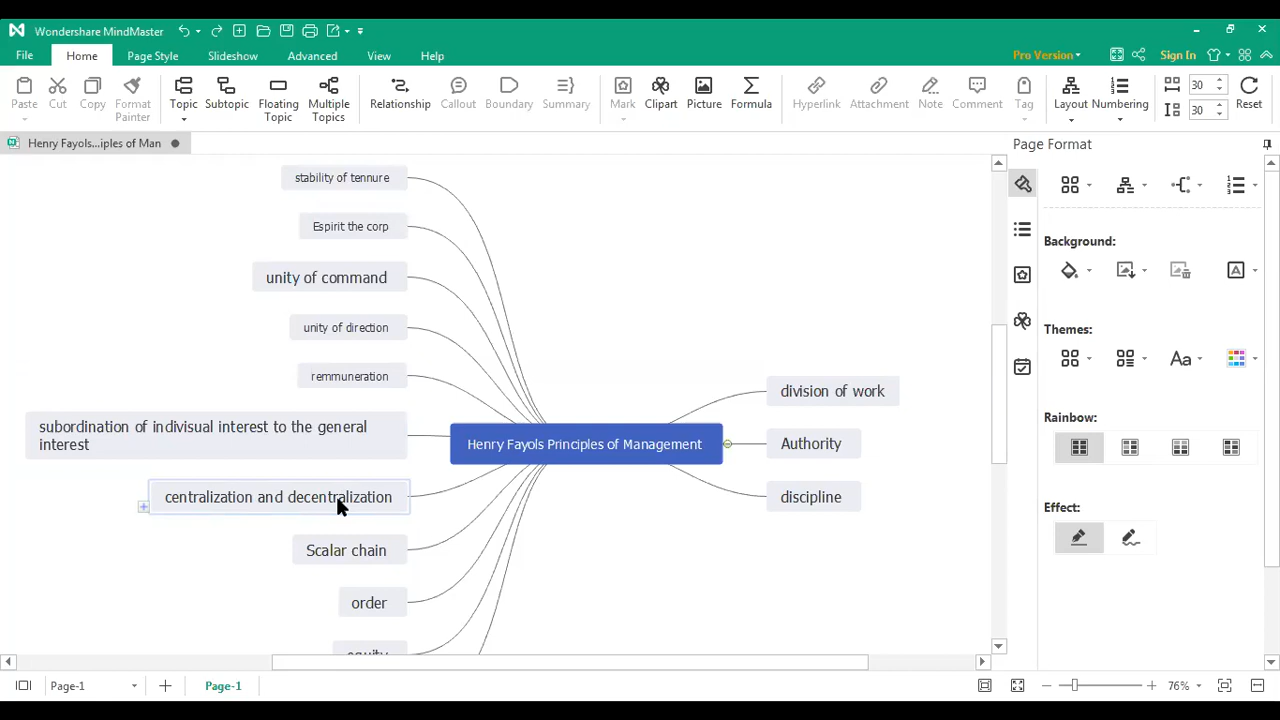 Wondershare MindMaster
File Home Page Style Slideshow Advanced View Help Pro Version Sign In
Paste Cut Copy Format Painter Topic Subtopic Floating Topic Multiple Topics Relationship Callout Boundary Summary Mark Clipart Picture Formula Hyperlink Attachment Note Comment Tag Layout Numbering 30 30 Reset
Henry Fayols...iples of Man
Page Format
stability of tennure
Espirit the corp
unity of command
unity of direction
remmuneration
subordination of indivisual interest to the general
interest
centralization and decentralization
Scalar chain
order
equity
Henry Fayols Principles of Management
division of work
Authority
discipline
Background:
Themes:
Aa
Rainbow:
Effect:
Page-1 Page-1 76%